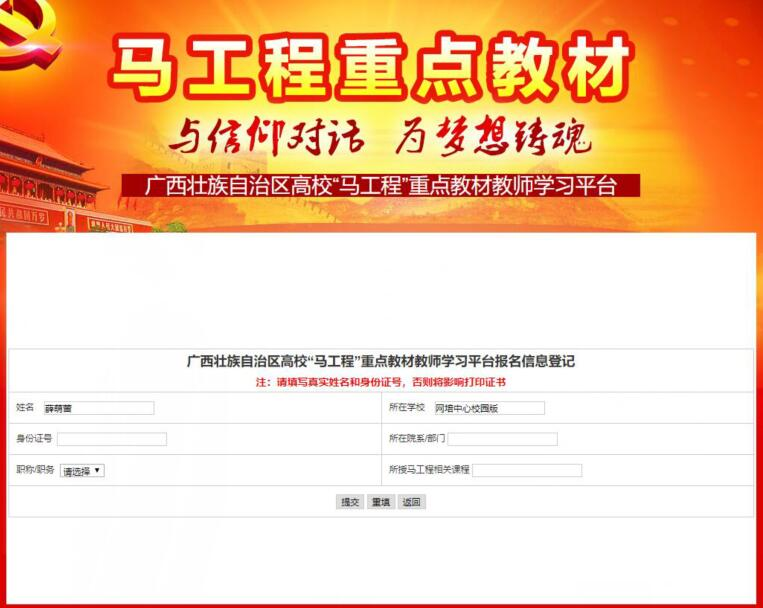 马工程重点教材
与信仰对话 为梦想铸魂
广西壮族自治区高校“马工程”重点教材教师学习平台
广西壮族自治区高校“马工程”重点教材教师学习平台报名信息登记
注：请填写真实姓名和身份证号，否则将影响打印证书
姓名 薛萌蕾 所在学校 网培中心校园版
身份证号 所在院系/部门
职称/职务 请选择 所授马工程相关课程
提交 重填 返回